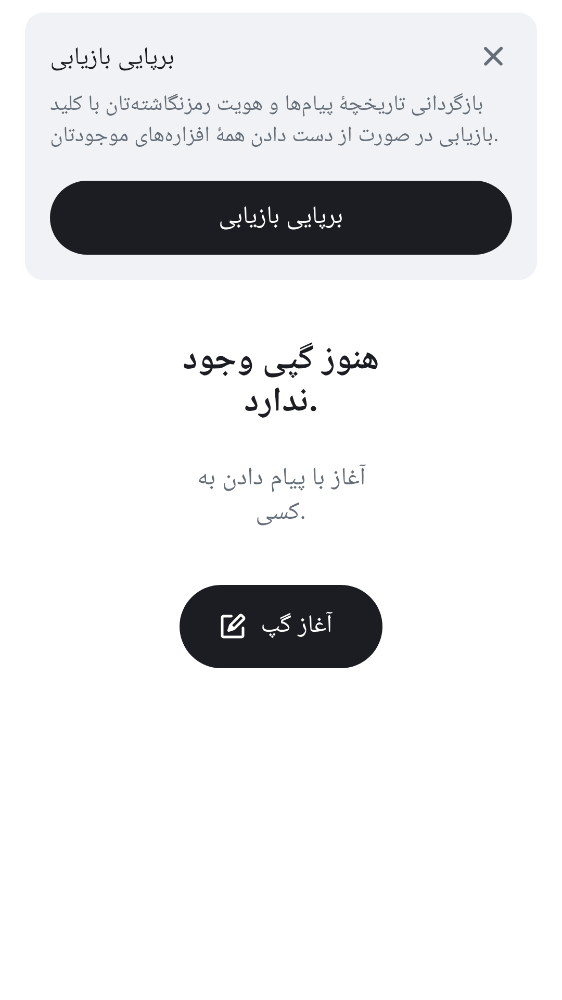 برپایی بازیابی
بازگردانی تاریخچهٔ پیام‌ها و هویت رمزنگاشته‌تان با کلید
بازیابی در صورت از دست دادن همهٔ افزاره‌های موجودتان.
برپایی بازیابی
هنوز گپی وجود
ندارد.
آغاز با پیام دادن به
کسی.
آغاز گپ